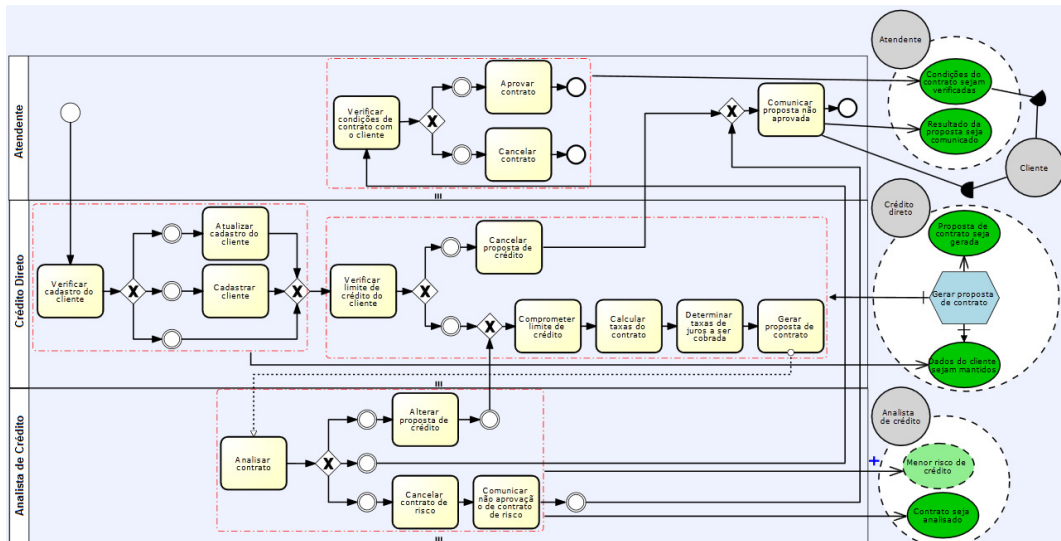 Atendente
Verificar
condições de
contrato com
o cliente
X
Aprovar
contrato
Cancelar
contrato
X
Comunicar
proposta não
aprovada
Crédito Direto
Verificar
cadastro do
cliente
X
Atualizar
cadastro do
cliente
Cadastrar
cliente
X
Verificar
limite de
crédito do
cliente
X
Cancelar
proposta de
crédito
X
Comprometer
limite de
crédito
Calcular
taxas do
contrato
Determinar
taxas de
juros a ser
cobrada
Gerar
proposta de
contrato
Analista de Crédito
Analisar
contrato
X
Alterar
proposta de
crédito
Cancelar
contrato de
risco
Comunicar
não aprovaçã
o de contrato
de risco
Atendente
Condições do
contrato sejam
verificadas
Resultado da
proposta seja
comunicado
Cliente
Crédito
direto
Proposta de
contrato seja
gerada
Gerar proposta
de contrato
Dados do cliente
sejam mantidos
Analista
de crédito
+
Menor risco de
crédito
Contrato seja
analisado